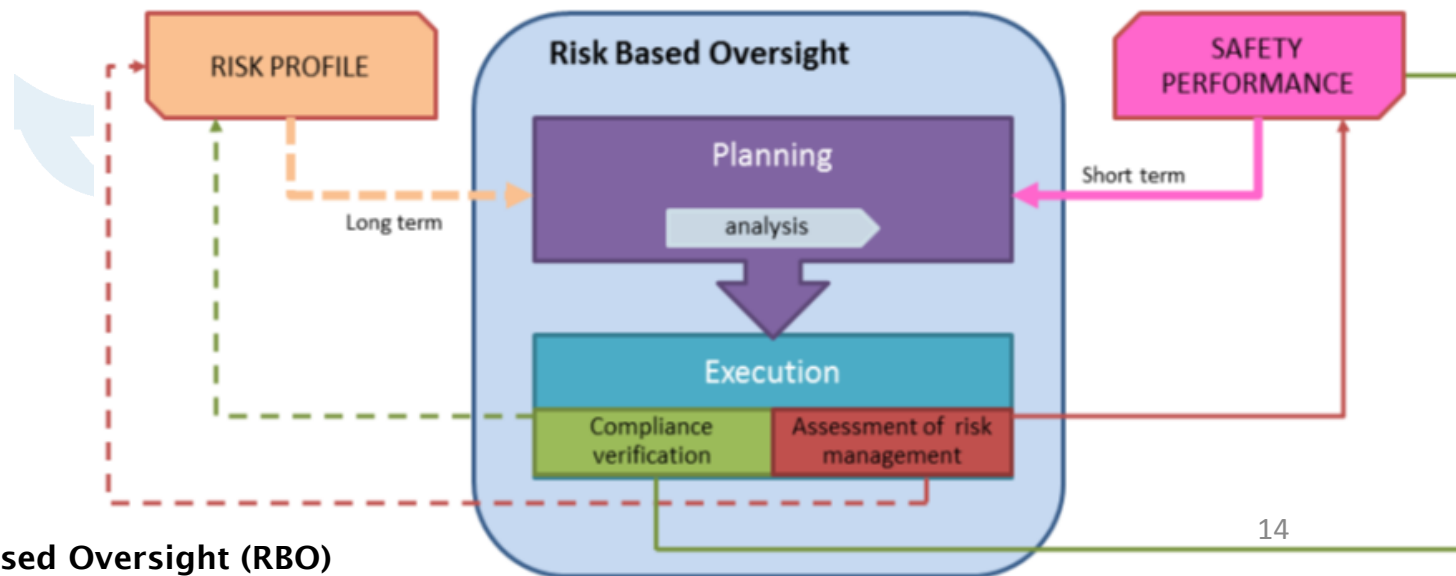 RISK PROFILE
Risk Based Oversight
SAFETY
PERFORMANCE
Planning
analysis
Long term
Short term
Execution
Compliance
verification
Assessment of risk
management
14
sed Oversight (RBO)